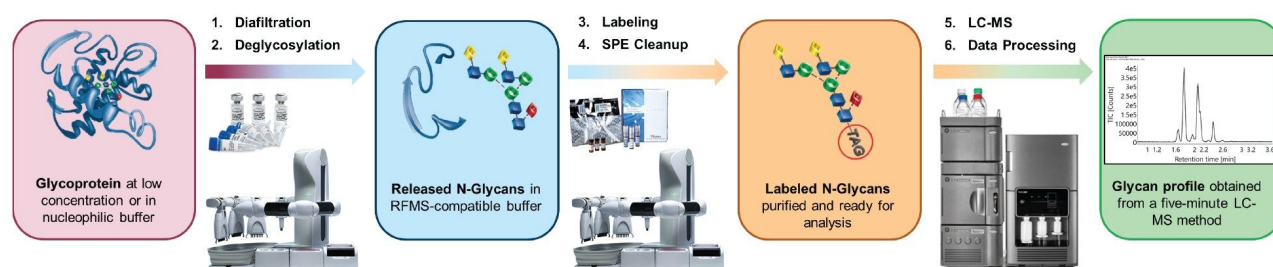 1. Diafiltration
2. Deglycosylation
3. Labeling
4. SPE Cleanup
5. LC-MS
6. Data Processing
Glycoprotein at low
concentration or in
nucleophilic buffer
Released N-Glycans in
RFMS-compatible buffer
TAG
Labeled N-Glycans
purified and ready for
analysis
TIC [Counts]
4e5
3.5e5
3e5
2.5e5
2e5
1.5e5
1e5
50000
0
1 1.2 1.6 2 2.2 2.6 3 3.2 3.6
Retention time [min]
Glycan profile obtained
from a five-minute LC-
MS method